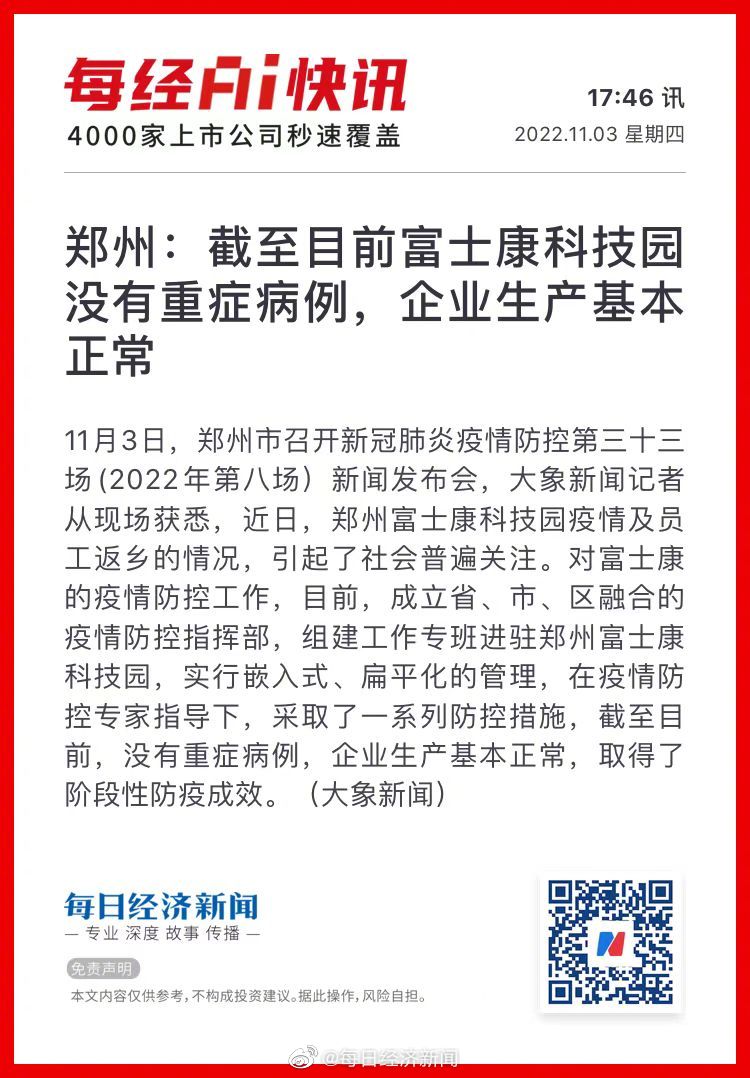 每经Ai快讯
4000家上市公司秒速覆盖
17:46 讯
2022.11.03 星期四
郑州：截至目前富士康科技园
没有重症病例，企业生产基本
正常
11月3日，郑州市召开新冠肺炎疫情防控第三十三
场(2022年第八场）新闻发布会，大象新闻记者
从现场获悉，近日，郑州富士康科技园疫情及员
工返乡的情况，引起了社会普遍关注。对富士康
的疫情防控工作，目前，成立省、市、区融合的
疫情防控指挥部，组建工作专班进驻郑州富士康
科技园，实行嵌入式、扁平化的管理，在疫情防
控专家指导下，采取了一系列防控措施，截至目
前，没有重症病例，企业生产基本正常，取得了
阶段性防疫成效。（大象新闻）
每日经济新闻
— 专业 深度 故事 传播 —
免责声明
本文内容仅供参考，不构成投资建议。据此操作，风险自担。
@每日经济新闻